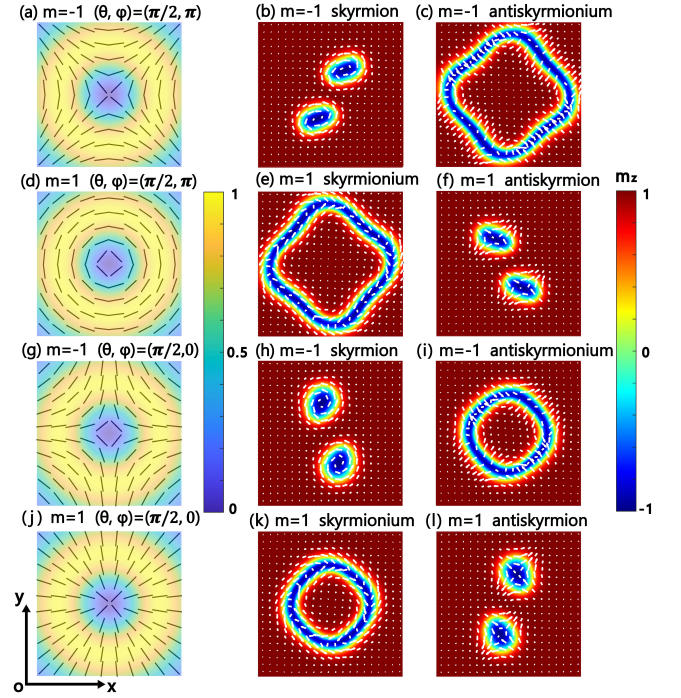 (a) m=-1 (θ, φ)=(π/2, π) (b) m=-1 skyrmion (c) m=-1 antiskyrmionium
(d) m=1 (θ, φ)=(π/2, π) (e) m=1 skyrmionium (f) m=1 antiskyrmion
mz
1 1
0.5 0
0 -1
(g) m=-1 (θ, φ)=(π/2,0) (h) m=-1 skyrmion (i) m=-1 antiskyrmionium
(j) m=1 (θ, φ)=(π/2, 0) (k) m=1 skyrmionium (l) m=1 antiskyrmion
y
o x